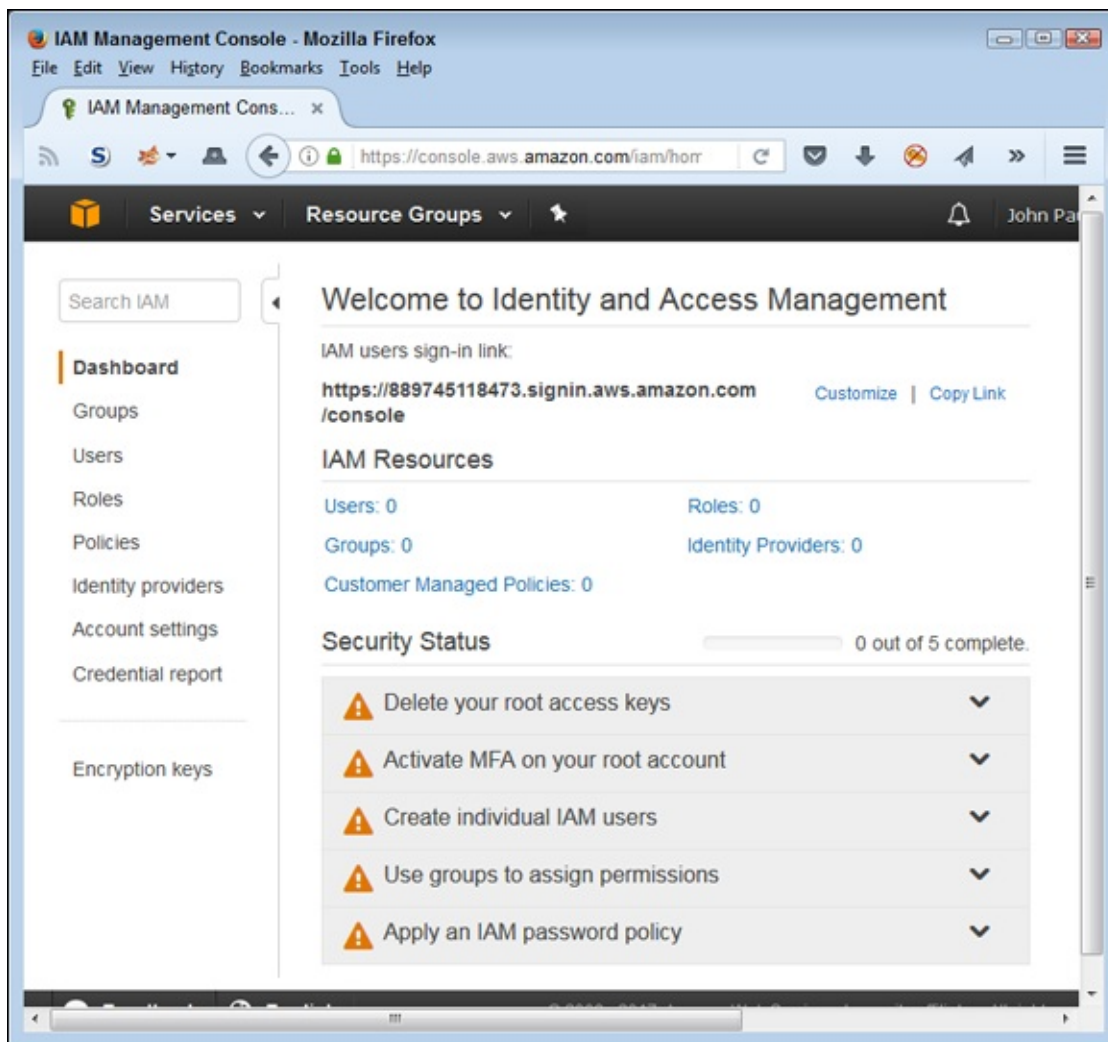 IAM Management Console - Mozilla Firefox
File Edit View History Bookmarks Tools Help
IAM Management Cons...
https://console.aws.amazon.com/iam/hom
Services Resource Groups John Pa
Search IAM
Welcome to Identity and Access Management
IAM users sign-in link:
Dashboard
https://889745118473.signin.aws.amazon.com
Customize | Copy Link
/console
Groups
Users
IAM Resources
Roles
Users: 0 Roles: 0
Policies
Groups: 0 Identity Providers: 0
Identity providers
Customer Managed Policies: 0
Account settings
Security Status 0 out of 5 complete.
Credential report
Delete your root access keys
Activate MFA on your root account
Encryption keys
Create individual IAM users
Use groups to assign permissions
Apply an IAM password policy